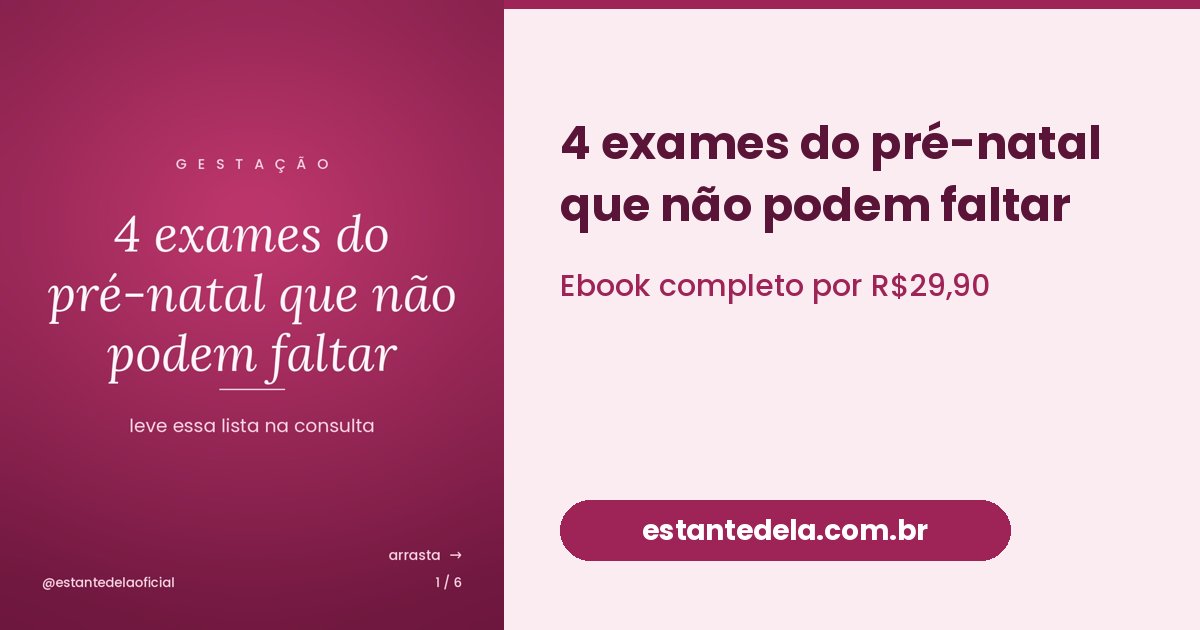 GESTAÇÃO
4 exames do
pré-natal que não
podem faltar
leve essa lista na consulta
arrasta →
@estantedelaoficial
1 / 6
4 exames do pré-natal
que não podem faltar
Ebook completo por R$29,90
estantedela.com.br